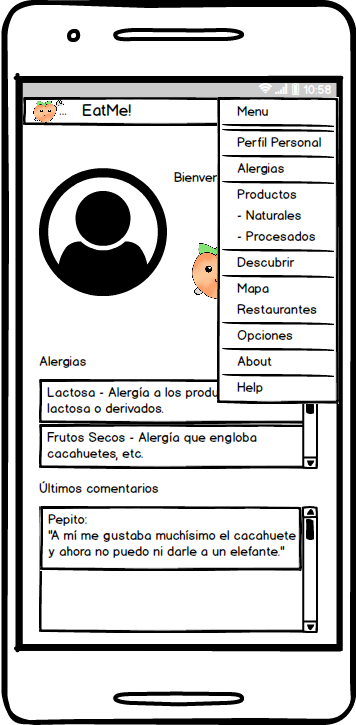 10:58
... EatMe!
Menu
Perfil Personal
Alergias
Productos
- Naturales
- Procesados
Descubrir
Mapa
Restaurantes
Opciones
About
Help
Alergias
Lactosa - Alergía a los
lactosa o derivados.
Frutos Secos - Alergía que engloba
cacahuetes, etc.
Últimos comentarios
Pepito:
"A mí me gustaba muchísimo el cacahuete
y ahora no puedo ni darle a un elefante."